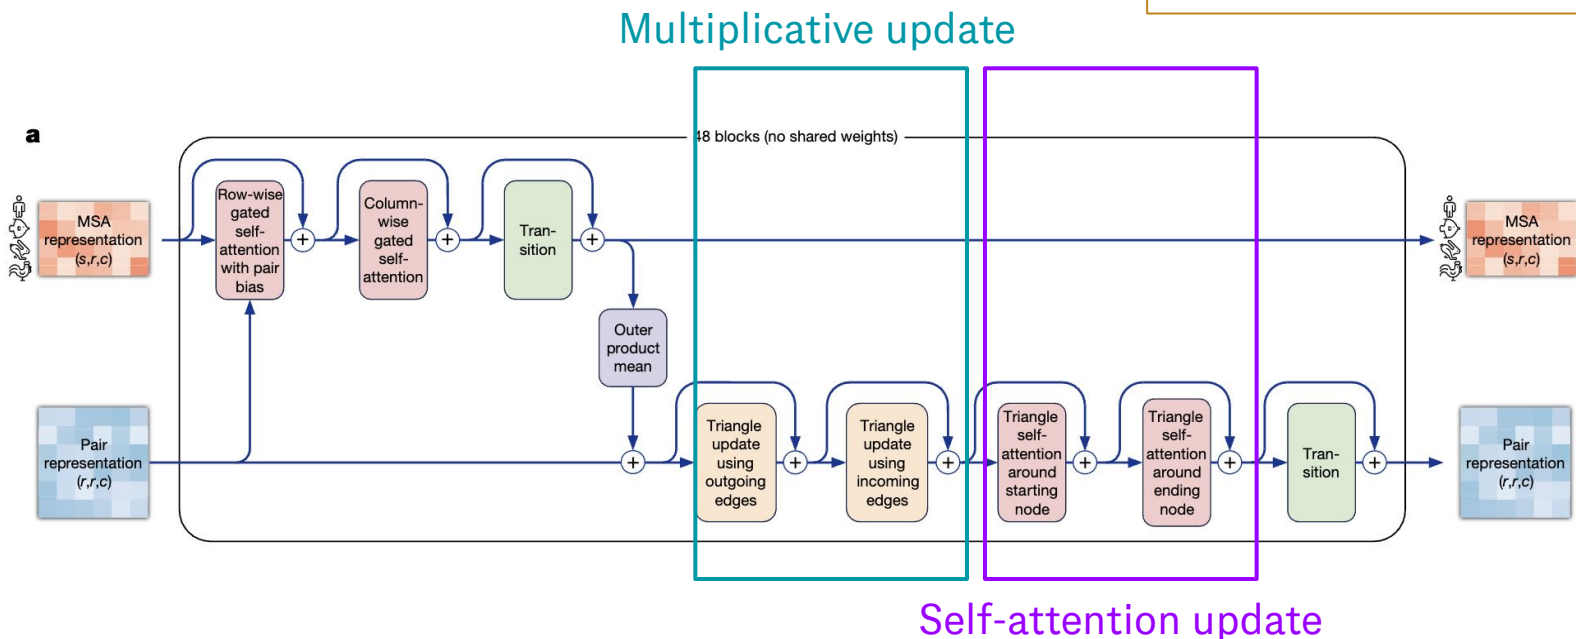 Multiplicative update
a
48 blocks (no shared weights)
MSA
representation
(s,r,c)
Row-wise
gated
self-
attention
with pair
bias
+
Column-
wise
gated
self-
attention
+
Tran-
sition
+
MSA
representation
(s,r,c)
Outer
product
mean
Pair
representation
(r,r,c)
+
Triangle
update
using
outgoing
edges
+
Triangle
update
using
incoming
edges
+
Triangle
self-
attention
around
starting
node
+
Triangle
self-
attention
around
ending
node
+
Tran-
sition
+
Pair
representation
(r,r,c)
Self-attention update